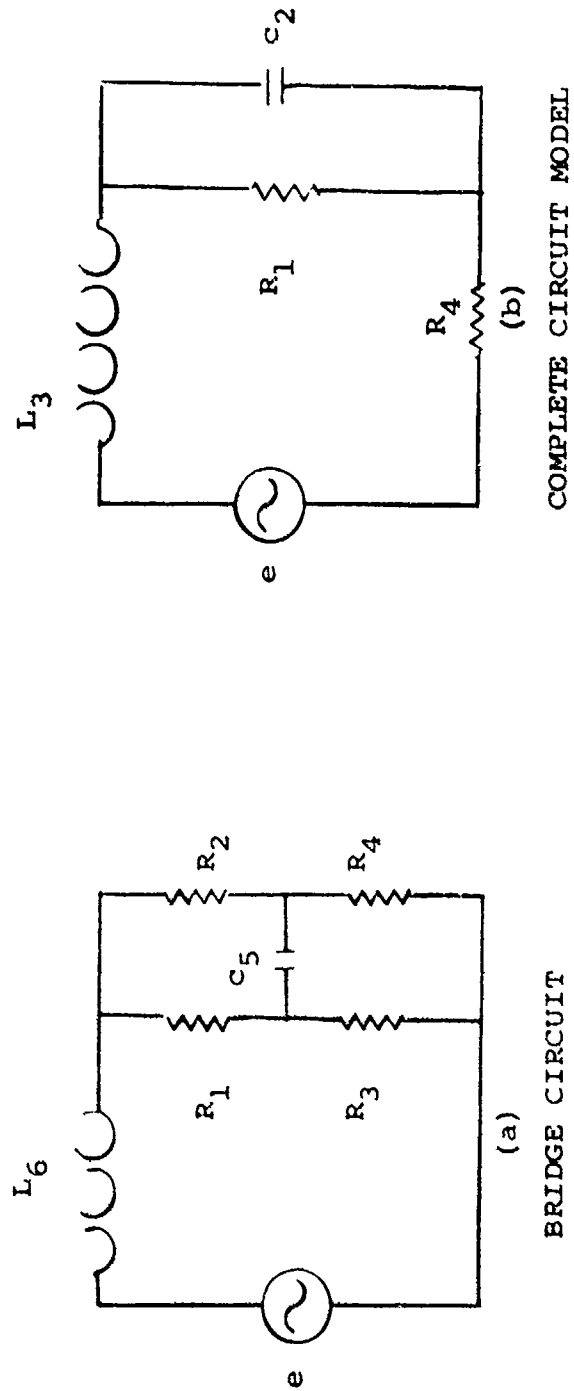 L6
e
R1
R2
C5
R3
R4
(a)
BRIDGE CIRCUIT
L3
e
R1
C2
R4
(b)
COMPLETE CIRCUIT MODEL